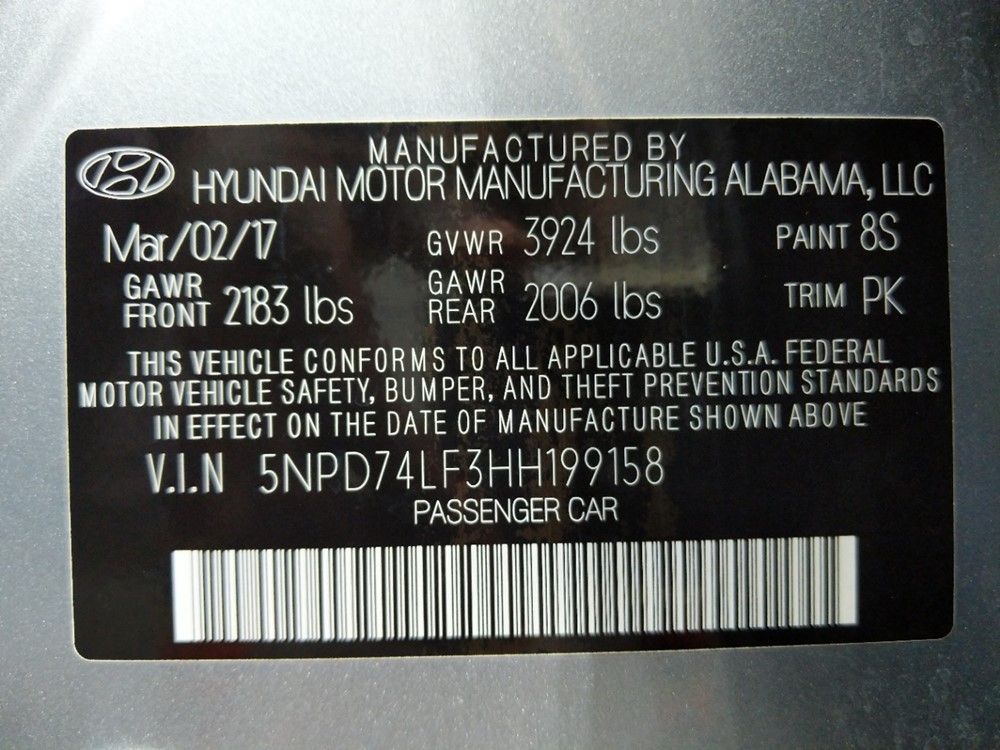 MANUFACTURED BY
HYUNDAI MOTOR MANUFACTURING ALABAMA, LLC
Mar/02/17 GVWR 3924 lbs PAINT 8S
GAWR FRONT 2183 lbs GAWR REAR 2006 lbs TRIM PK
THIS VEHICLE CONFORMS TO ALL APPLICABLE U.S.A. FEDERAL
MOTOR VEHICLE SAFETY, BUMPER, AND THEFT PREVENTION STANDARDS
IN EFFECT ON THE DATE OF MANUFACTURE SHOWN ABOVE
V.I.N 5NPD74LF3HH199158
PASSENGER CAR